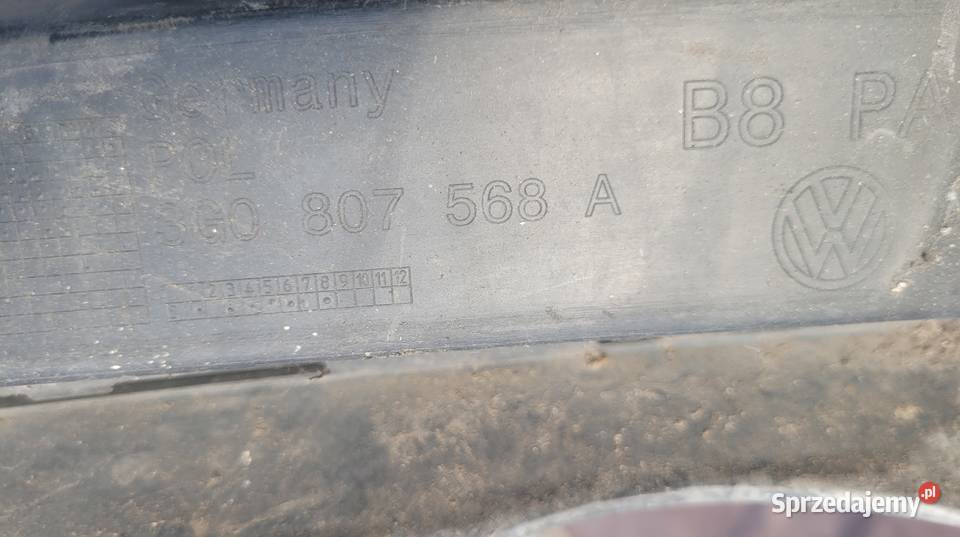 Germany
B8 PA
POL
3G0 807 568 A
2 3 4 5 6 7 8 9 10 11 12
VW
Sprzedajemy.pl